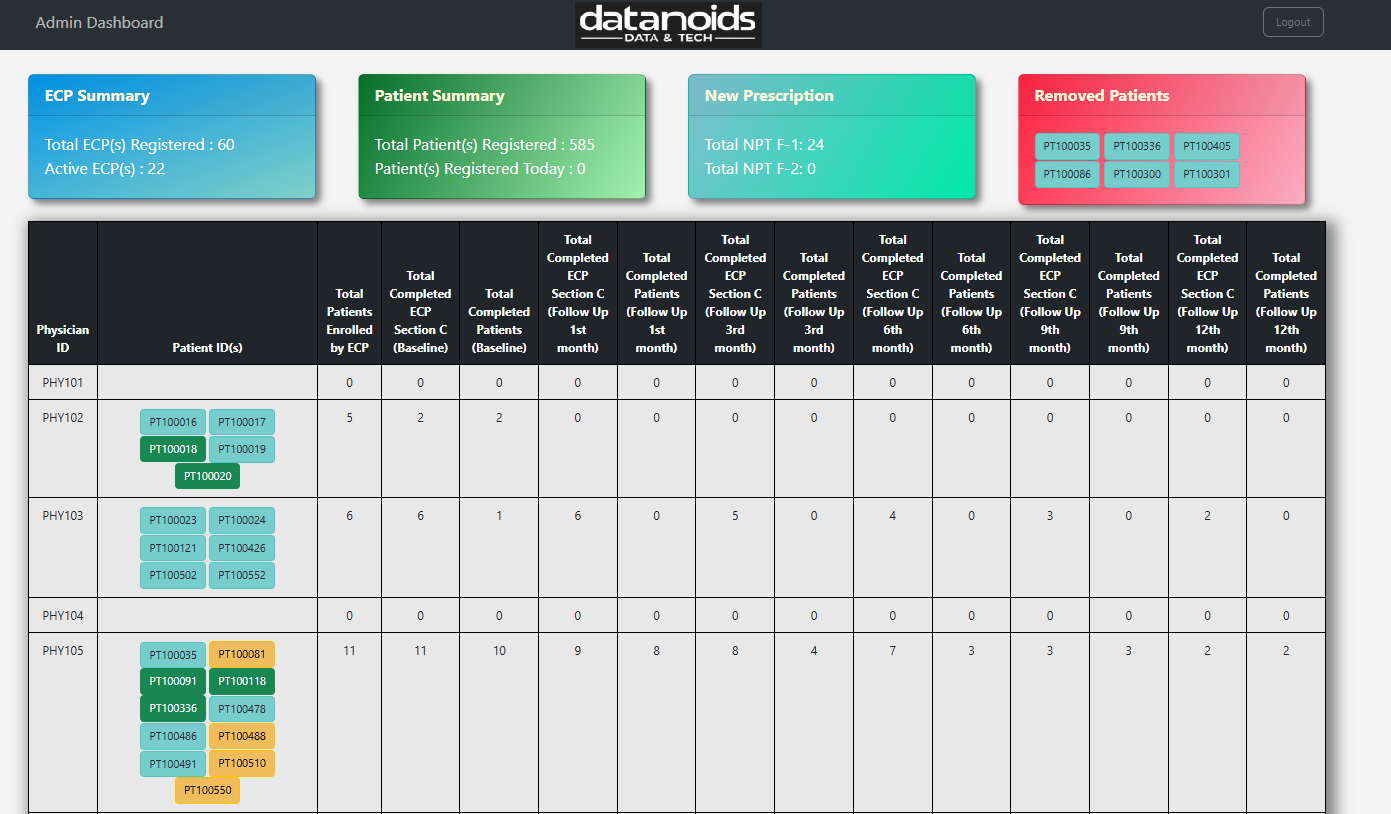 Admin Dashboard
datanoids
DATA & TECH
Logout
ECP Summary
Total ECP(s) Registered : 60
Active ECP(s) : 22
Patient Summary
Total Patient(s) Registered : 585
Patient(s) Registered Today : 0
New Prescription
Total NPT F-1: 24
Total NPT F-2: 0
Removed Patients
PT100035 PT100336 PT100405
PT100086 PT100300 PT100301
Physician
ID
Patient ID(s)
Total
Patients
Enrolled
by ECP
Total
Completed
ECP
Section C
(Baseline)
Total
Completed
Patients
(Baseline)
Total
Completed
ECP
Section C
(Follow Up
1st
month)
Total
Completed
Patients
(Follow Up
1st
month)
Total
Completed
ECP
Section C
(Follow Up
3rd
month)
Total
Completed
Patients
(Follow Up
3rd
month)
Total
Completed
ECP
Section C
(Follow Up
6th
month)
Total
Completed
Patients
(Follow Up
6th
month)
Total
Completed
ECP
Section C
(Follow Up
9th
month)
Total
Completed
Patients
(Follow Up
9th
month)
Total
Completed
ECP
Section C
(Follow Up
12th
month)
Total
Completed
Patients
(Follow Up
12th
month)
PHY101 0 0 0 0 0 0 0 0 0 0 0 0 0
PHY102 PT100016 PT100017 5 2 2 0 0 0 0 0 0 0 0 0 0
PT100018 PT100019
PT100020
PHY103 PT100023 PT100024 6 6 1 6 0 5 0 4 0 3 0 2 0
PT100121 PT100426
PT100502 PT100552
PHY104 0 0 0 0 0 0 0 0 0 0 0 0 0
PHY105 PT100035 PT100081 11 11 10 9 8 8 4 7 3 3 3 2 2
PT100091 PT100118
PT100336 PT100478
PT100486 PT100488
PT100491 PT100510
PT100550